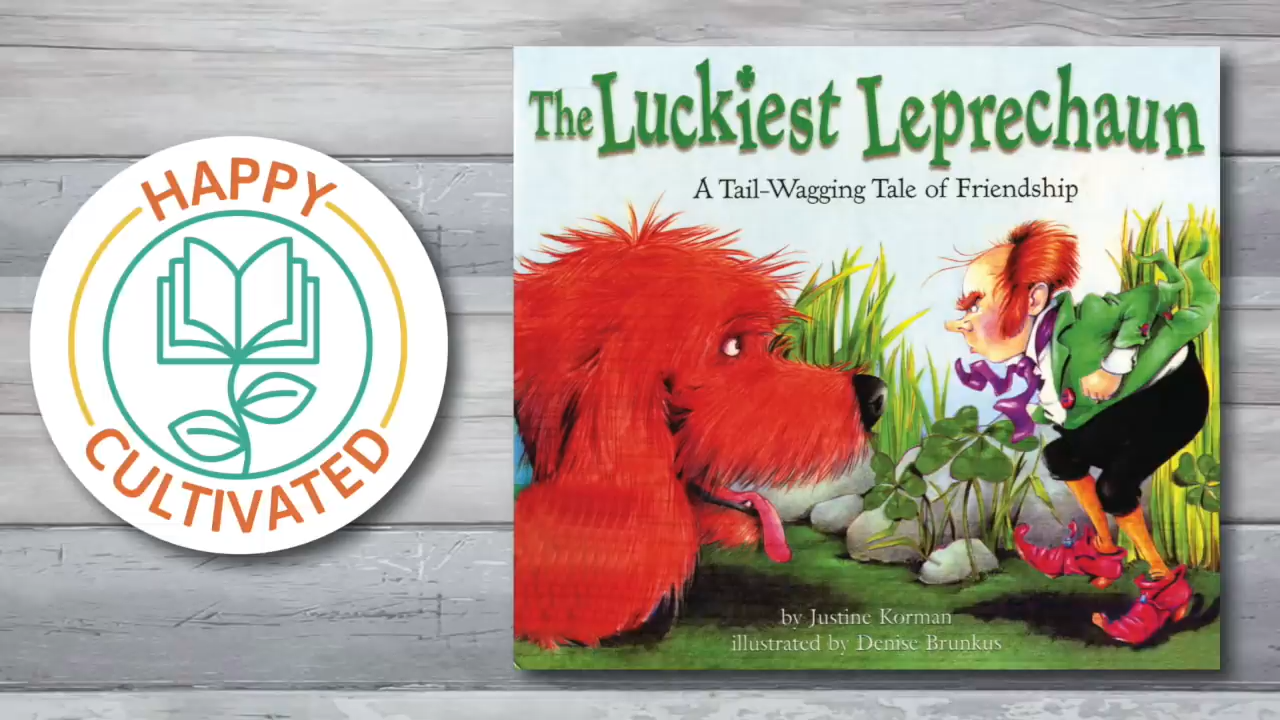 HAPPY
CULTIVATED
The Luckiest Leprechaun
A Tail-Wagging Tale of Friendship
by Justine Korman
illustrated by Denise Brunkus